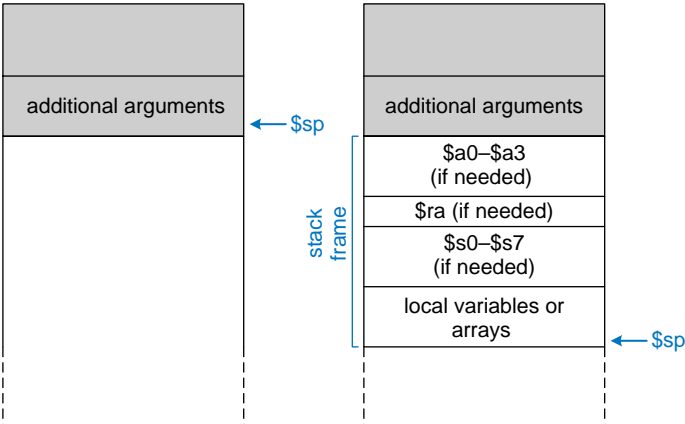 additional arguments
$sp
additional arguments
$a0–$a3
(if needed)
$ra (if needed)
$s0–$s7
(if needed)
local variables or
arrays
stack
frame
$sp